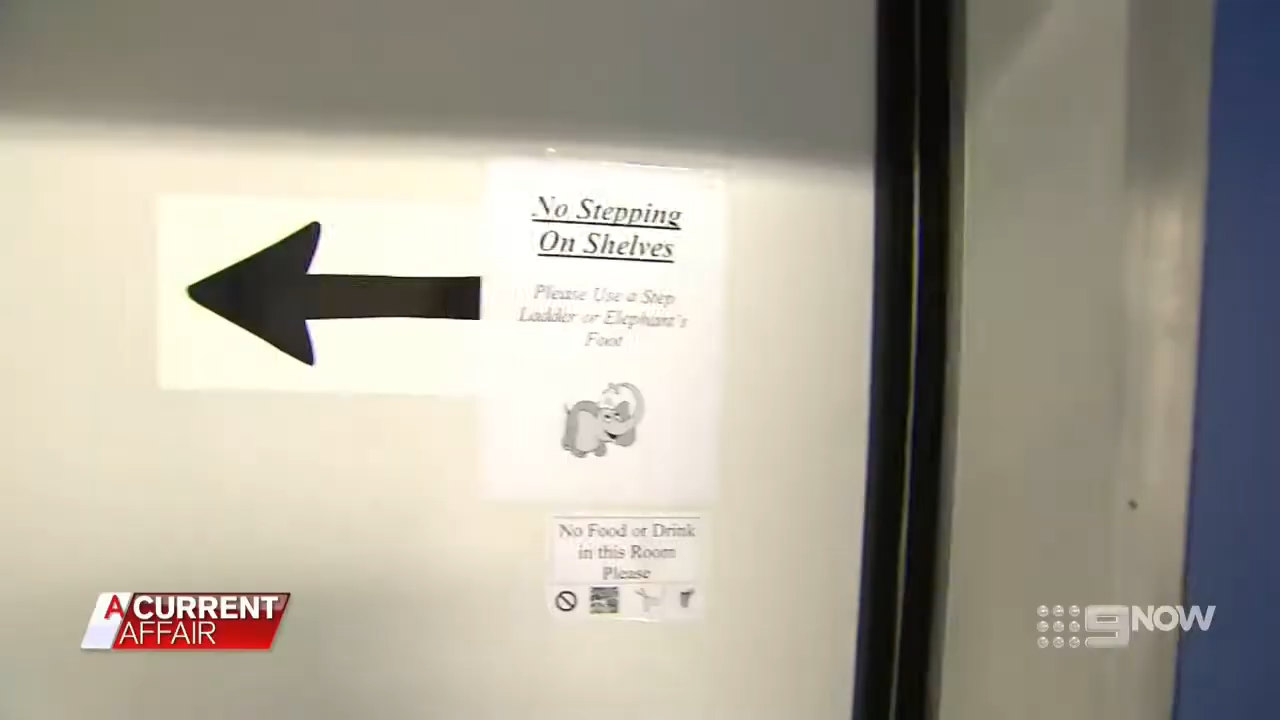 No Stepping
On Shelves
Please Use a Step
Ladder or Elephant's
Foot
No Food or Drink
in this Room
Please
A CURRENT
AFFAIR
9NOW